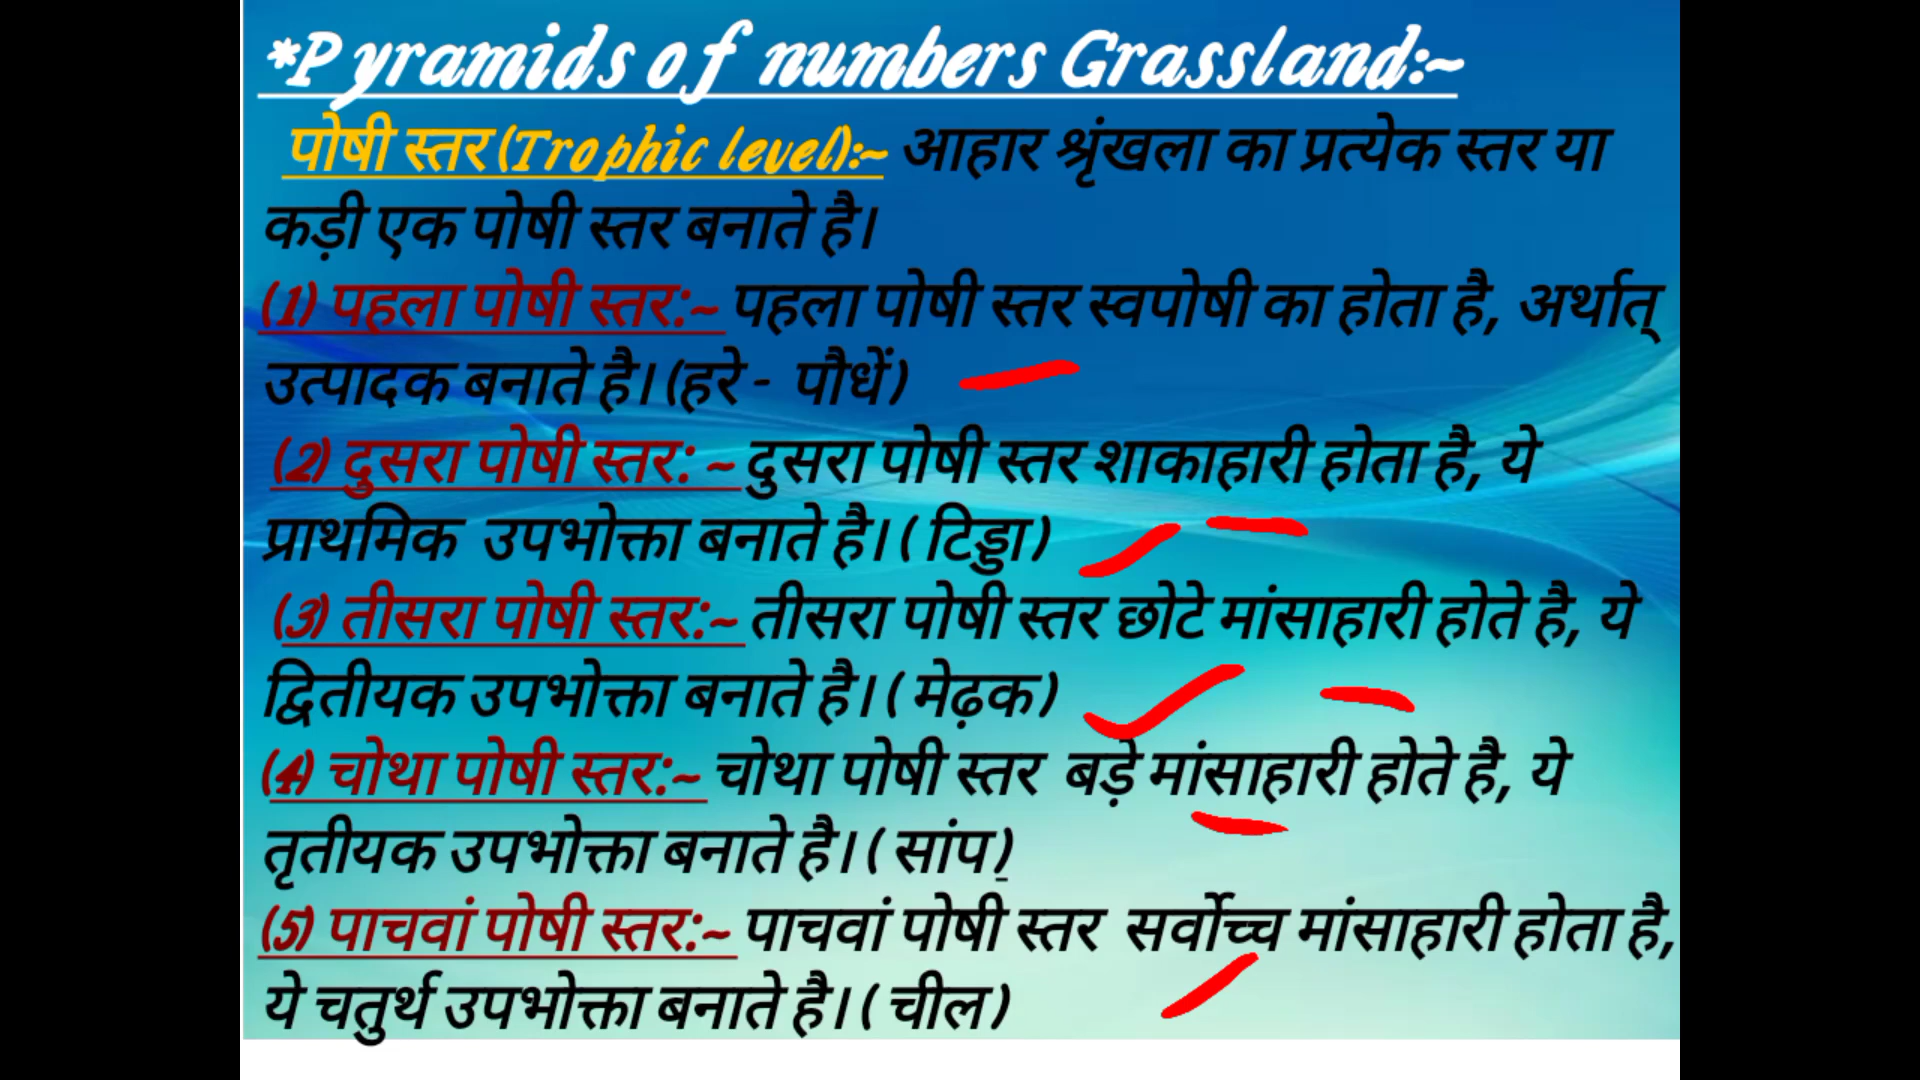 *Pyramids of numbers Grassland:~
पोषी स्तर(Trophic level):~ आहार श्रृंखला का प्रत्येक स्तर या
कड़ी एक पोषी स्तर बनाते है।
(1) पहला पोषी स्तर:~ पहला पोषी स्तर स्वपोषी का होता है, अर्थात्
उत्पादक बनाते है। (हरे - पौधें)
(2) दुसरा पोषी स्तर: ~ दुसरा पोषी स्तर शाकाहारी होता है, ये
प्राथमिक उपभोक्ता बनाते है। ( टिड्डा)
(3) तीसरा पोषी स्तर:~ तीसरा पोषी स्तर छोटे मांसाहारी होते है, ये
द्वितीयक उपभोक्ता बनाते है। ( मेढ़क)
(4) चोथा पोषी स्तर:~ चोथा पोषी स्तर बड़े मांसाहारी होते है, ये
तृतीयक उपभोक्ता बनाते है। ( सांप)
(5) पाचवां पोषी स्तर:~ पाचवां पोषी स्तर सर्वोच्च मांसाहारी होता है,
ये चतुर्थ उपभोक्ता बनाते है। ( चील)